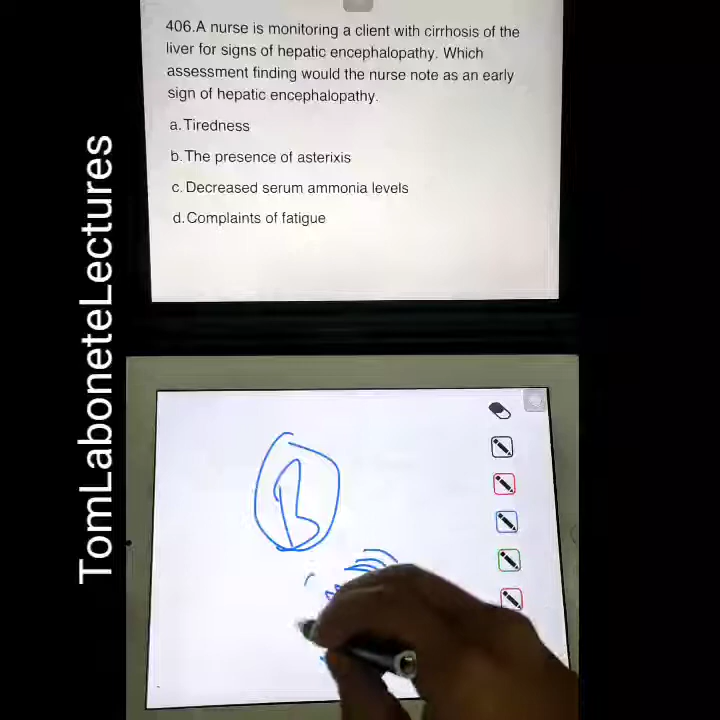 406.A nurse is monitoring a client with cirrhosis of the
liver for signs of hepatic encephalopathy. Which
assessment finding would the nurse note as an early
sign of hepatic encephalopathy.
a. Tiredness
b. The presence of asterixis
c. Decreased serum ammonia levels
d. Complaints of fatigue
TomLaboneteLectures
B